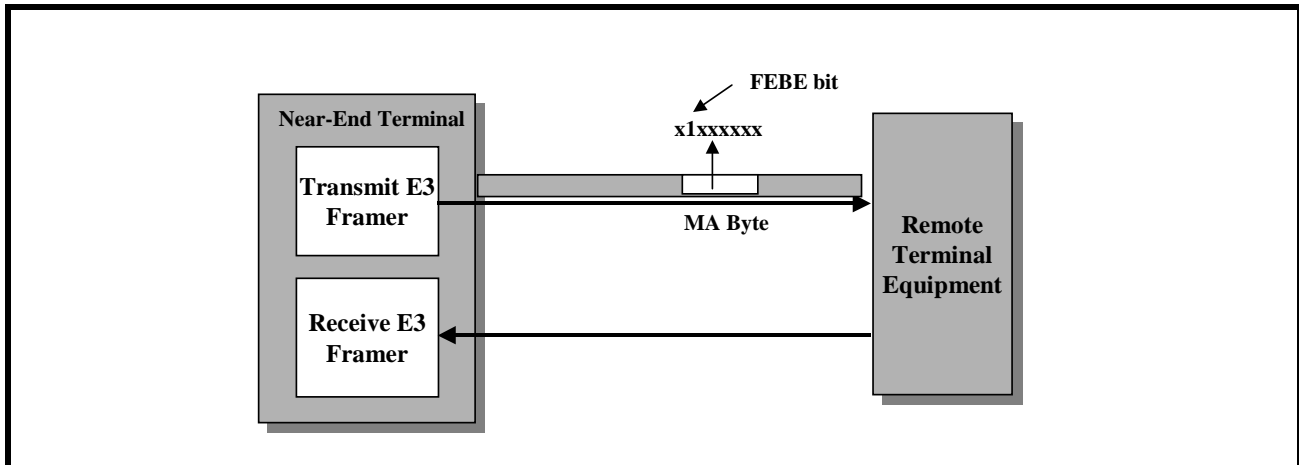 FEBE bit
Near-End Terminal
x1xxxxxx
Transmit E3
Framer
MA Byte
Remote
Terminal
Equipment
Receive E3
Framer